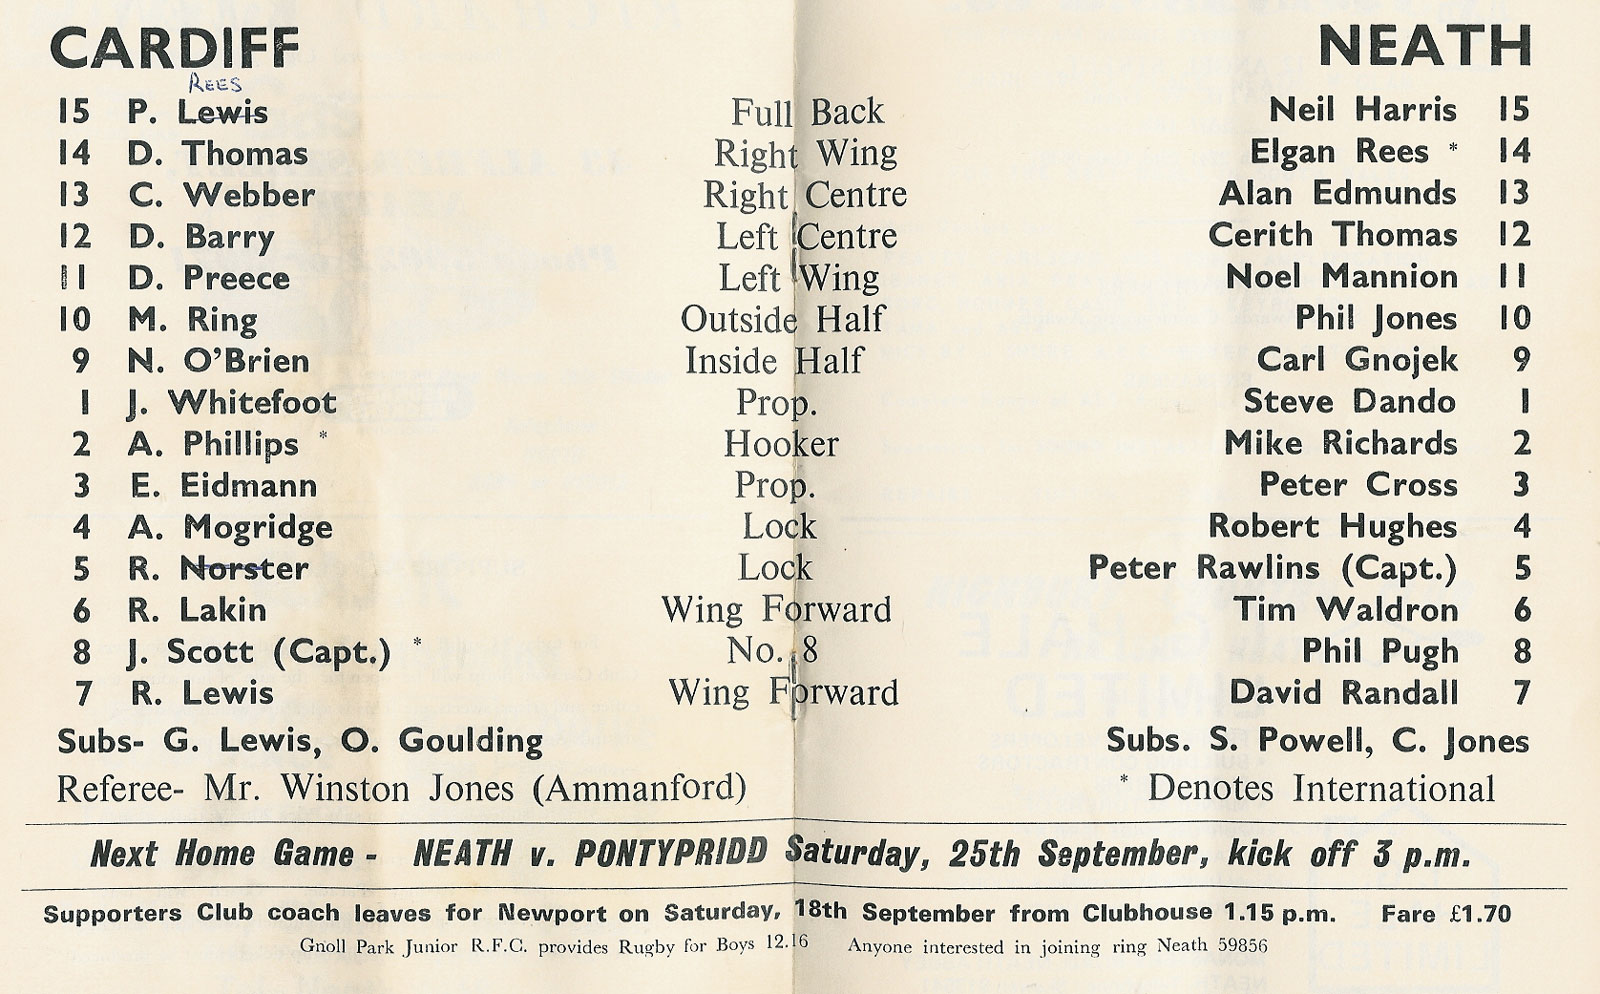 CARDIFF NEATH
REES
15 P. Lewis Full Back Neil Harris 15
14 D. Thomas Right Wing Elgan Rees * 14
13 C. Webber Right Centre Alan Edmunds 13
12 D. Barry Left Centre Cerith Thomas 12
11 D. Preece Left Wing Noel Mannion 11
10 M. Ring Outside Half Phil Jones 10
9 N. O'Brien Inside Half Carl Gnojek 9
1 J. Whitefoot Prop. Steve Dando 1
2 A. Phillips * Hooker Mike Richards 2
3 E. Eidmann Prop. Peter Cross 3
4 A. Mogridge Lock Robert Hughes 4
5 R. Norster Lock Peter Rawlins (Capt.) 5
6 R. Lakin Wing Forward Tim Waldron 6
8 J. Scott (Capt.) * No. 8 Phil Pugh 8
7 R. Lewis Wing Forward David Randall 7
Subs- G. Lewis, O. Goulding Subs. S. Powell, C. Jones
Referee- Mr. Winston Jones (Ammanford) * Denotes International
Next Home Game - NEATH v. PONTYPRIDD Saturday, 25th September, kick off 3 p.m.
Supporters Club coach leaves for Newport on Saturday, 18th September from Clubhouse 1.15 p.m. Fare £1.70
Gnoll Park Junior R.F.C. provides Rugby for Boys 12.16 Anyone interested in joining ring Neath 59856